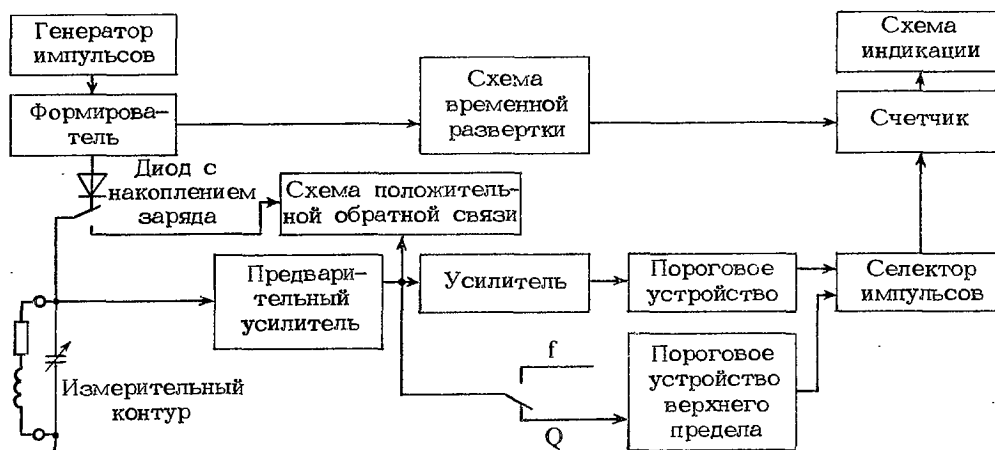 Генератор
импульсов
Формирова-
тель
Схема
временной
развертки
Схема
индикации
Счетчик
Диод с
накоплением
заряда
Схема положитель-
ной обратной связи
Предвари-
тельный
усилитель
Усилитель
Пороговое
устройство
Селектор
импульсов
Измерительный
контур
f
Q
Пороговое
устройство
верхнего
предела